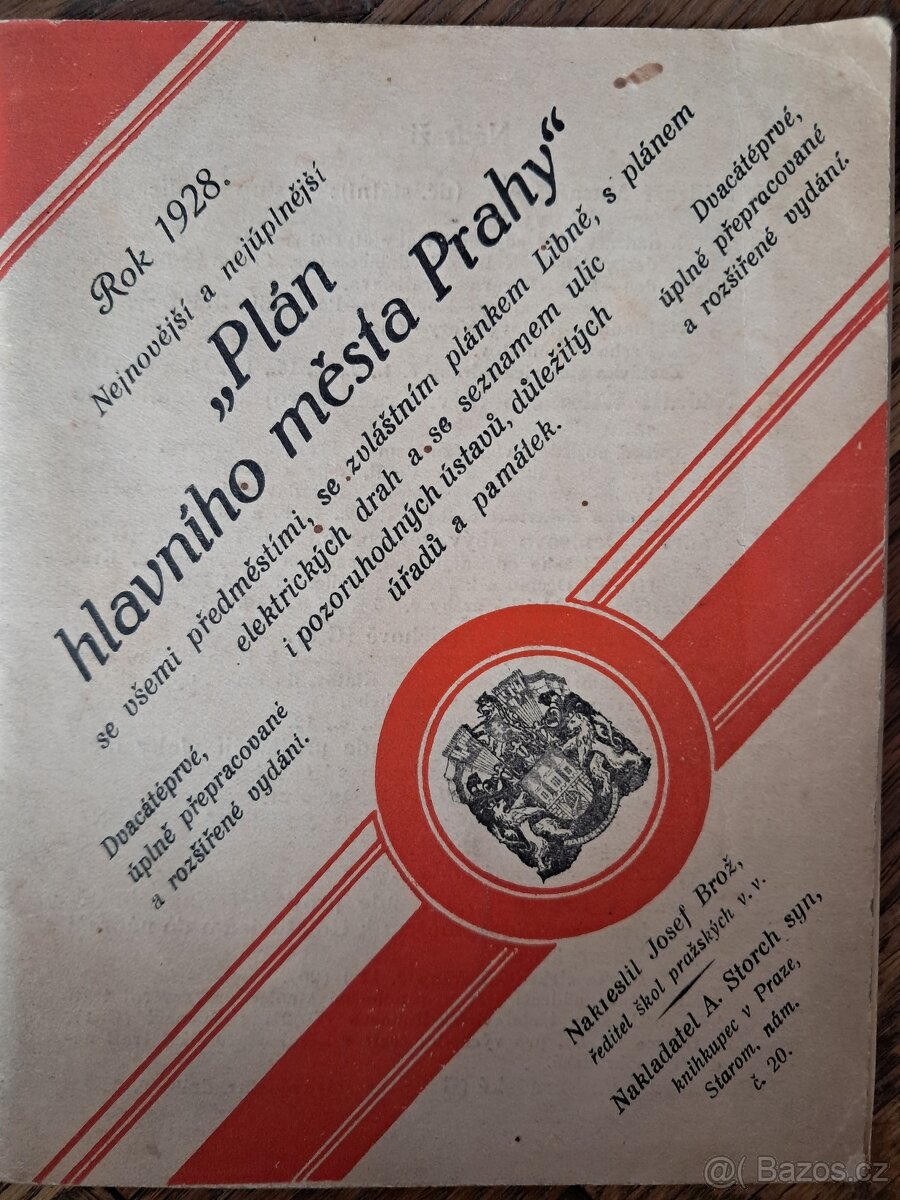 Rok 1928.
Nejnovější a nejúplnější
„Plán
hlavního města Prahy“
se všemi předměstími, se zvláštním plánkem Libně, s plánem
elektrických drah a se seznamem ulic
i pozoruhodných ústavů, důležitých
úřadů a památek.
Dvacátéprvé,
úplně přepracované
a rozšířené vydání.
Dvacátéprvé,
úplně přepracované
a rozšířené vydání.
Nakreslil Josef Brož,
ředitel škol pražských v. v.
Nakladatel A. Storch syn,
knihkupec v Praze,
Starom. nám.
č. 20.
@( Bazos.cz